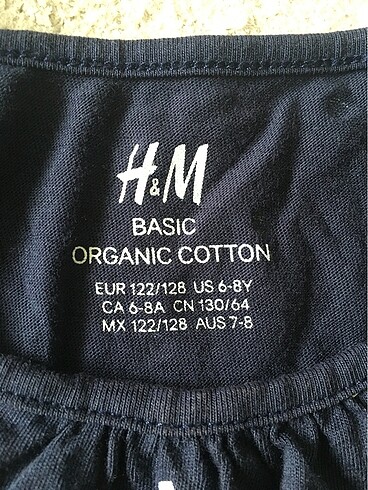 H&M
BASIC
ORGANIC COTTON
EUR 122/128 US 6-8Y
CA 6-8A CN 130/64
MX 122/128 AUS 7-8